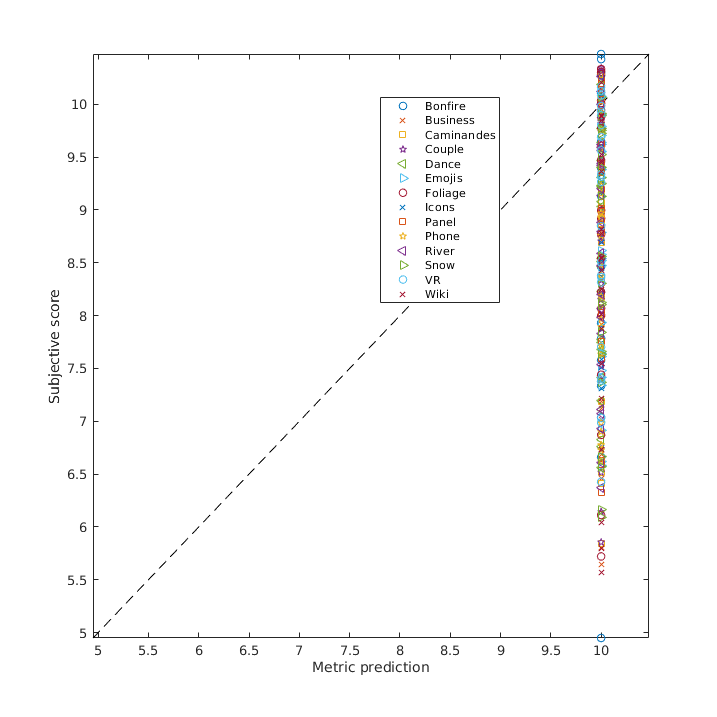 10
9.5
9
8.5
8
7.5
7
6.5
6
5.5
5
Subjective score
Bonfire
Business
Caminandes
Couple
Dance
Emojis
Foliage
Icons
Panel
Phone
River
Snow
VR
Wiki
5 5.5 6 6.5 7 7.5 8 8.5 9 9.5 10
Metric prediction